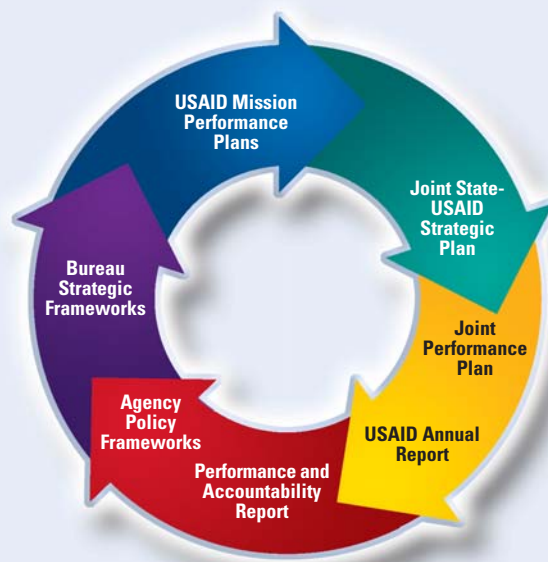 USAID Mission
Performance
Plans
Joint State-
USAID
Strategic
Plan
Joint
Performance
Plan
USAID Annual
Report
Performance and
Accountability
Report
Agency
Policy
Frameworks
Bureau
Strategic
Frameworks